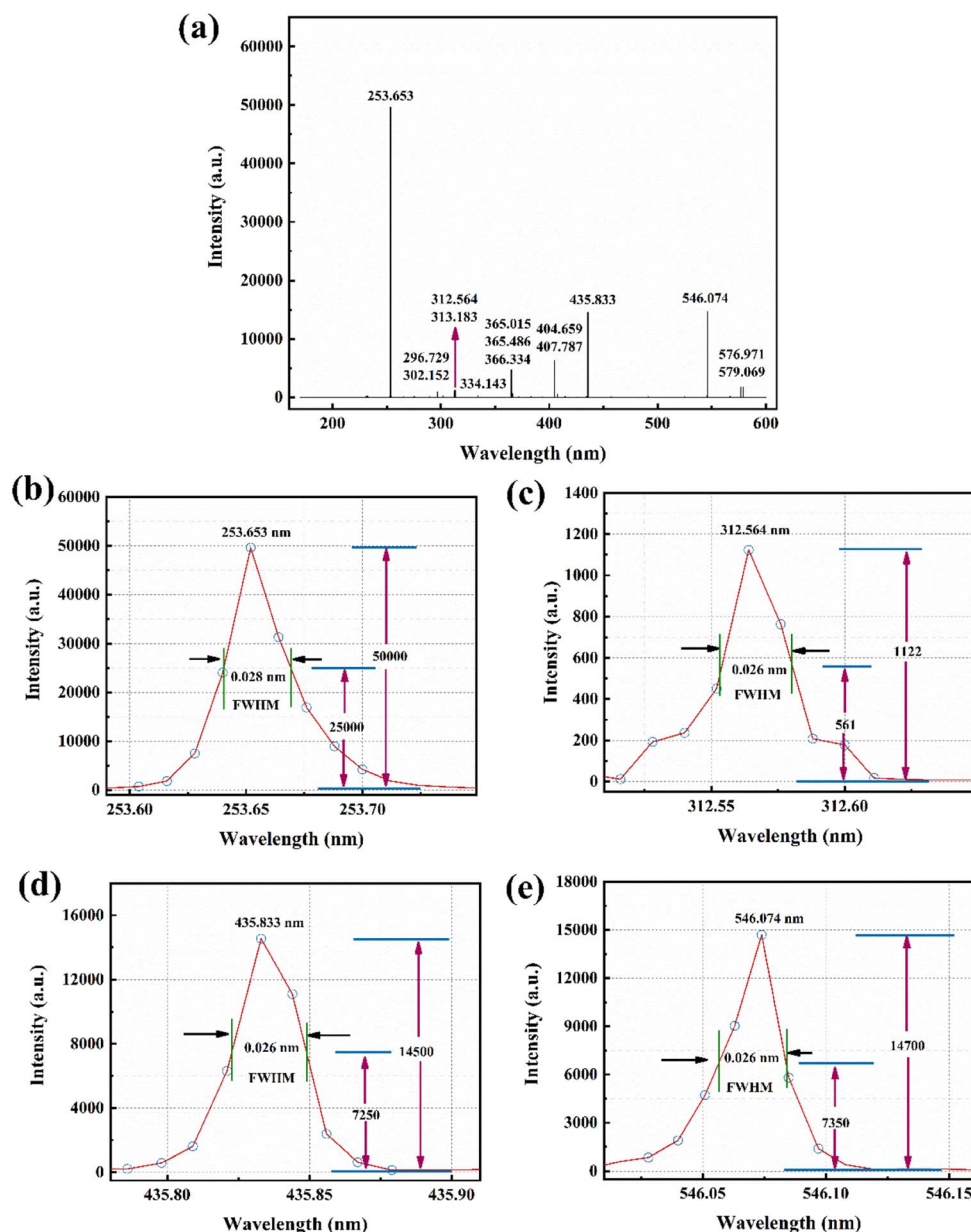 (a)
60000
50000
40000
30000
20000
10000
0
Intensity (a.u.)
253.653
312.564
313.183
296.729
302.152
334.143
365.015
365.486
366.334
404.659
407.787
435.833
546.074
576.971
579.069
200 300 400 500 600
Wavelength (nm)
(b)
60000
50000
40000
30000
20000
10000
0
Intensity (a.u.)
253.653 nm
0.028 nm
FWHM
50000
25000
253.60 253.65 253.70
Wavelength (nm)
(c)
1400
1200
1000
800
600
400
200
0
Intensity (a.u.)
312.564 nm
0.026 nm
FWHM
1122
561
312.55 312.60
Wavelength (nm)
(d)
16000
12000
8000
4000
0
Intensity (a.u.)
435.833 nm
0.026 nm
FWHM
14500
7250
435.80 435.85 435.90
Wavelength (nm)
(e)
18000
15000
12000
9000
6000
3000
0
Intensity (a.u.)
546.074 nm
0.026 nm
FWHM
14700
7350
546.05 546.10 546.15
Wavelength (nm)